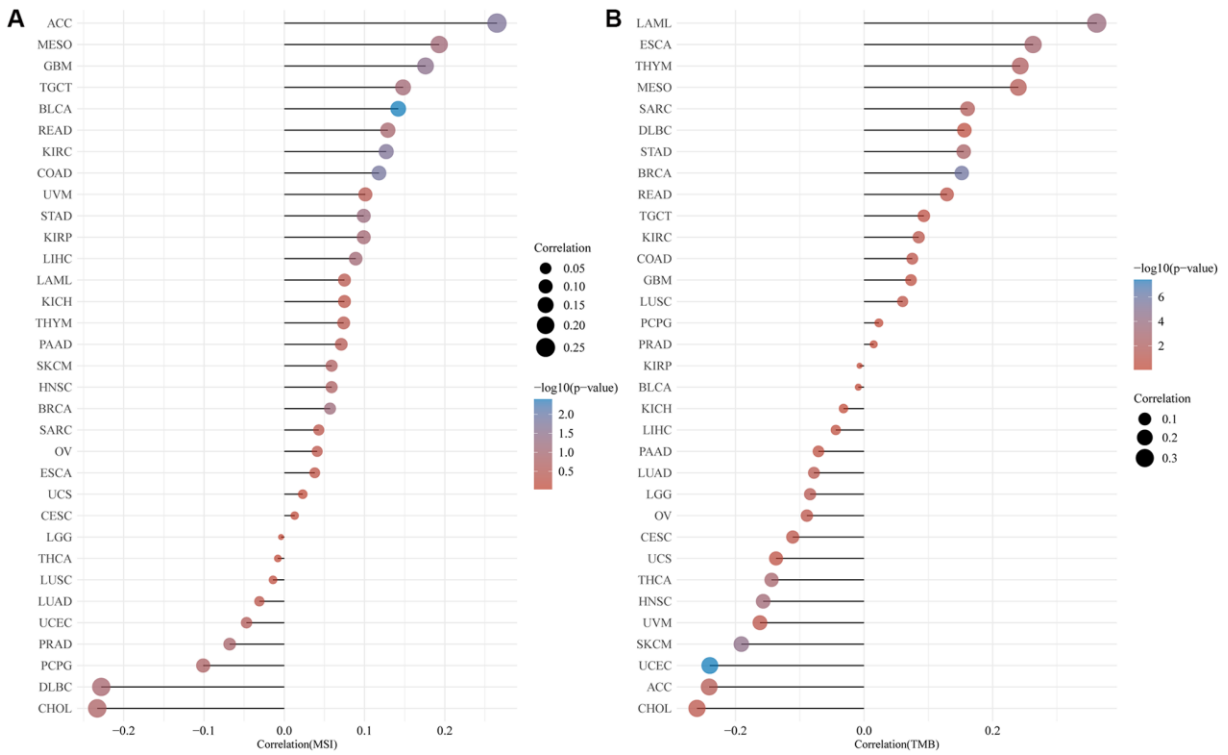 A
ACC
MESO
GBM
TGCT
BLCA
READ
KIRC
COAD
UVM
STAD
KIRP
LIHC
LAML
KICH
THYM
PAAD
SKCM
HNSC
BRCA
SARC
OV
ESCA
UCS
CESC
LGG
THCA
LUSC
LUAD
UCEC
PRAD
PCPG
DLBC
CHOL
−0.2 −0.1 0.0 0.1 0.2
Correlation(MSI)
Correlation
0.05
0.10
0.15
0.20
0.25
−log10(p−value)
2.0
1.5
1.0
0.5
B
LAML
ESCA
THYM
MESO
SARC
DLBC
STAD
BRCA
READ
TGCT
KIRC
COAD
GBM
LUSC
PCPG
PRAD
KIRP
BLCA
KICH
LIHC
PAAD
LUAD
LGG
OV
CESC
UCS
THCA
HNSC
UVM
SKCM
UCEC
ACC
CHOL
−0.2 0.0 0.2
Correlation(TMB)
−log10(p−value)
6
4
2
Correlation
0.1
0.2
0.3